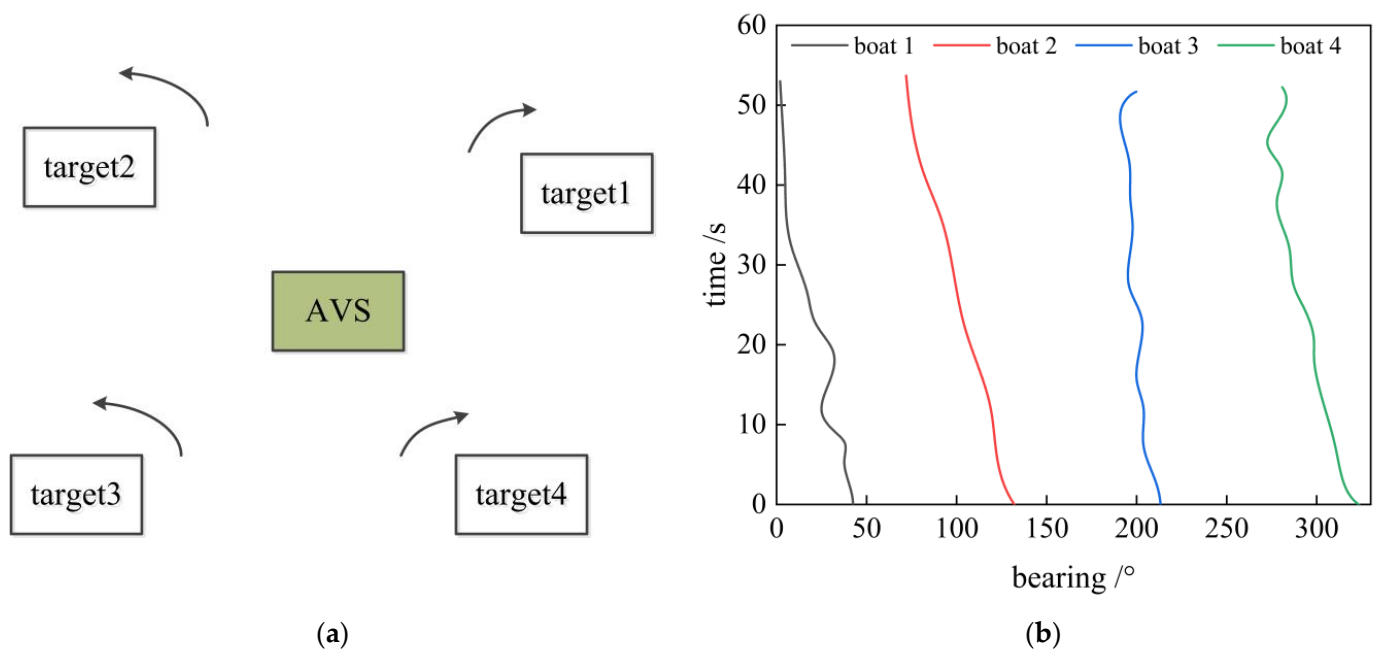 target2
target1
AVS
target3
target4
(a)
boat 1 boat 2 boat 3 boat 4
60
50
40
30
20
10
0
time /s
0 50 100 150 200 250 300
bearing /°
(b)